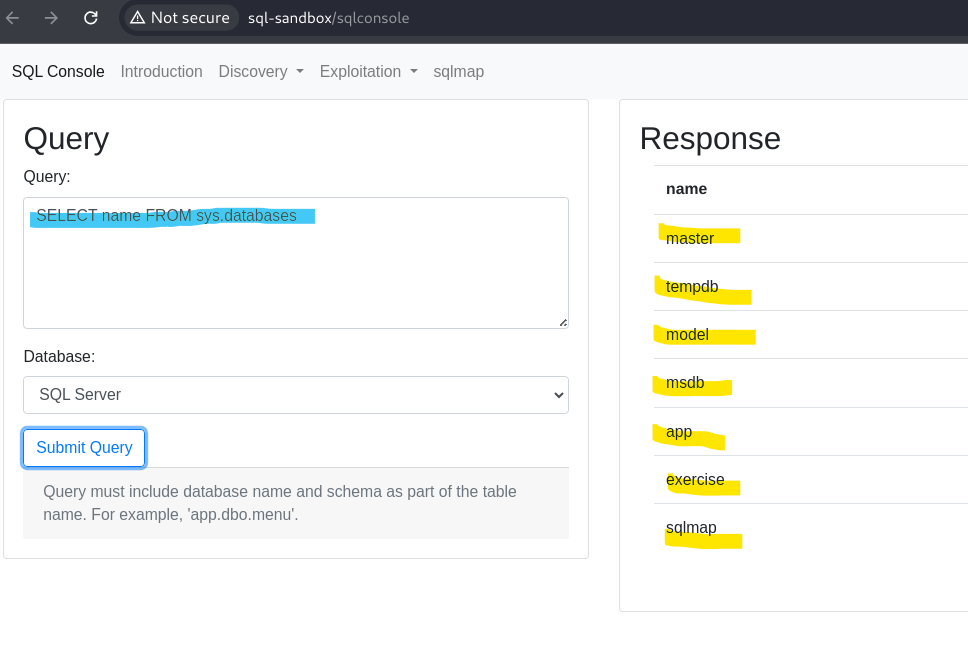 Not secure sql-sandbox/sqlconsole
SQL Console Introduction Discovery Exploitation sqlmap
Query
Query:
SELECT name FROM sys.databases
Database:
SQL Server
Submit Query
Query must include database name and schema as part of the table
name. For example, 'app.dbo.menu'.
Response
name
master
tempdb
model
msdb
app
exercise
sqlmap